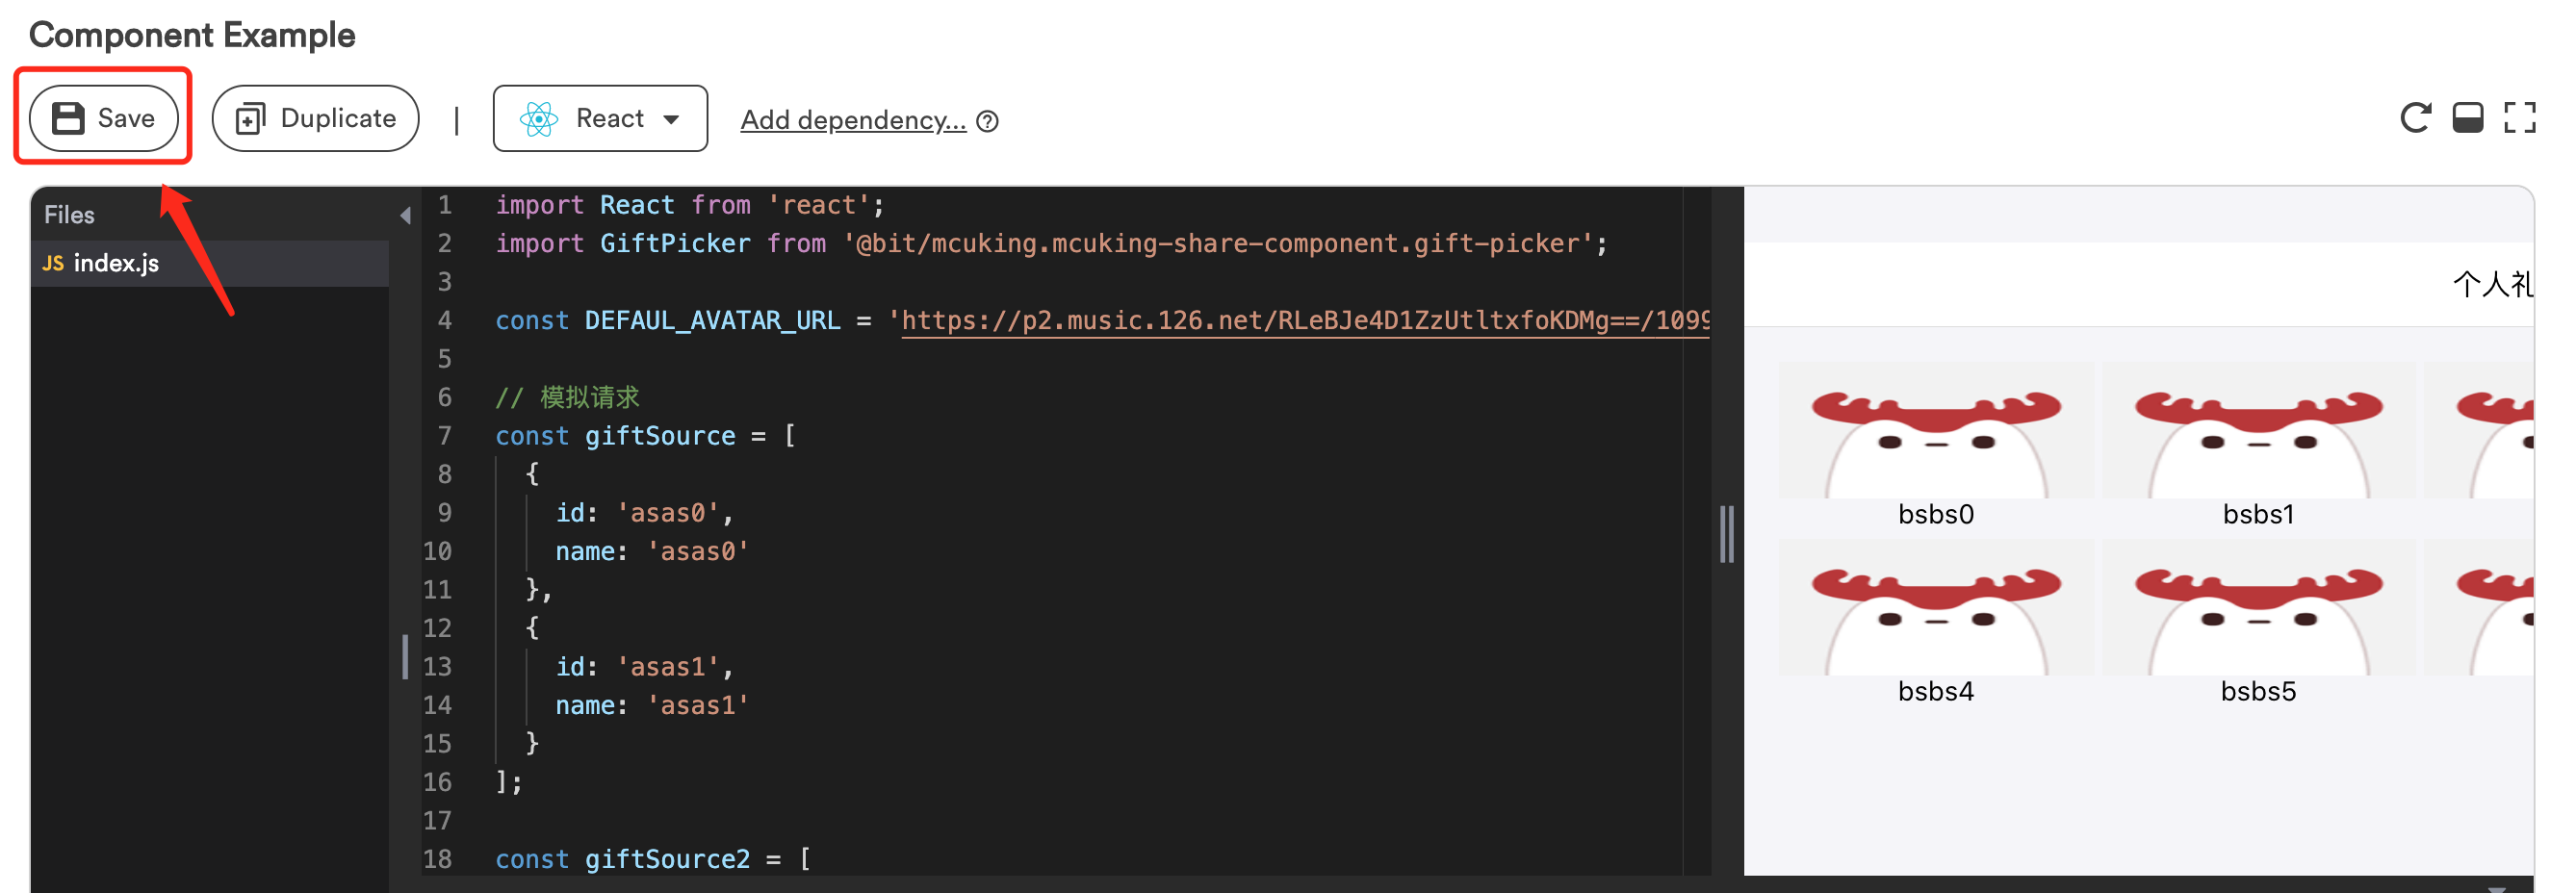 Component Example
Save
Duplicate
|
React
Add dependency... ?
Files
JS index.js
1 import React from 'react';
2 import GiftPicker from '@bit/mcuking.mcuking-share-component.gift-picker';
3
4 const DEFAUL_AVATAR_URL = 'https://p2.music.126.net/RLeBJe4D1ZzUtltxfoKDMg==/1099
5
6 // 模拟请求
7 const giftSource = [
8 {
9 id: 'asas0',
10 name: 'asas0'
11 },
12 {
13 id: 'asas1',
14 name: 'asas1'
15 }
16 ];
17
18 const giftSource2 = [
个人礼
bsbs0
bsbs1
bsbs4
bsbs5